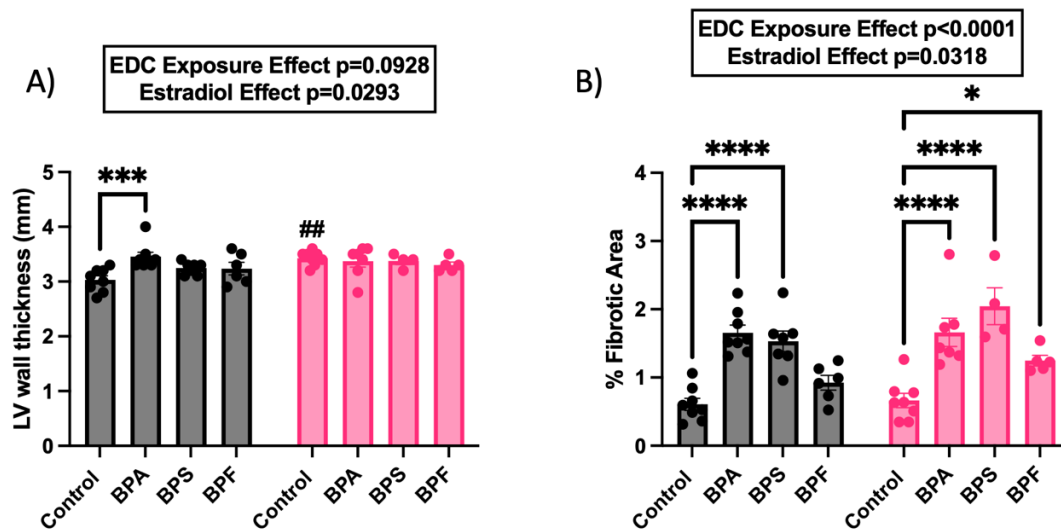 A)
EDC Exposure Effect p=0.0928
Estradiol Effect p=0.0293
LV wall thickness (mm)
5
4
3
2
1
0
***
##
Control
BPA
BPS
BPF
Control
BPA
BPS
BPF
B)
EDC Exposure Effect p<0.0001
Estradiol Effect p=0.0318
% Fibrotic Area
4
3
2
1
0
****
****
*
****
****
Control
BPA
BPS
BPF
Control
BPA
BPS
BPF